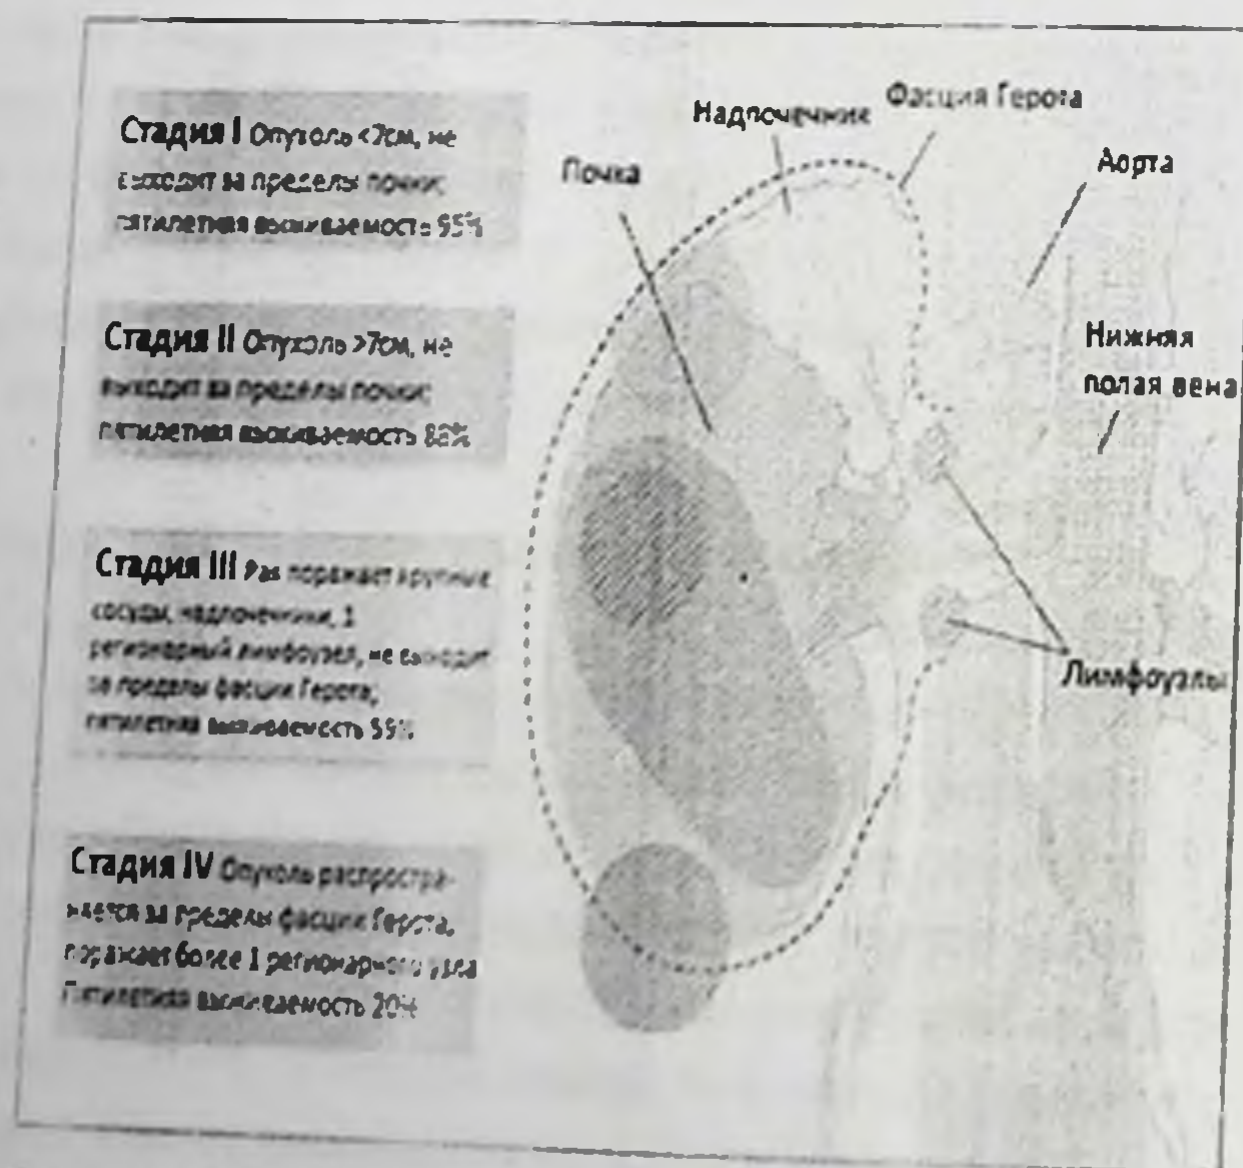 Стадия I Опухоль <7см, не
выходит за пределы почки;
пятилетняя выживаемость 95%
Стадия II Опухоль >7см, не
выходит за пределы почки;
пятилетняя выживаемость 88%
Стадия III Рак поражает крупные
сосуды, надпочечники, 1
регионарный лимфоузел, не выходит
за пределы фасции Герота;
пятилетняя выживаемость 59%
Стадия IV Опухоль распростра-
няется за пределы фасции Герота,
поражает более 1 регионарного узла
Пятилетняя выживаемость 20%
Почка
Надпочечник
Фасция Герота
Аорта
Нижняя
полая вена
Лимфоузлы